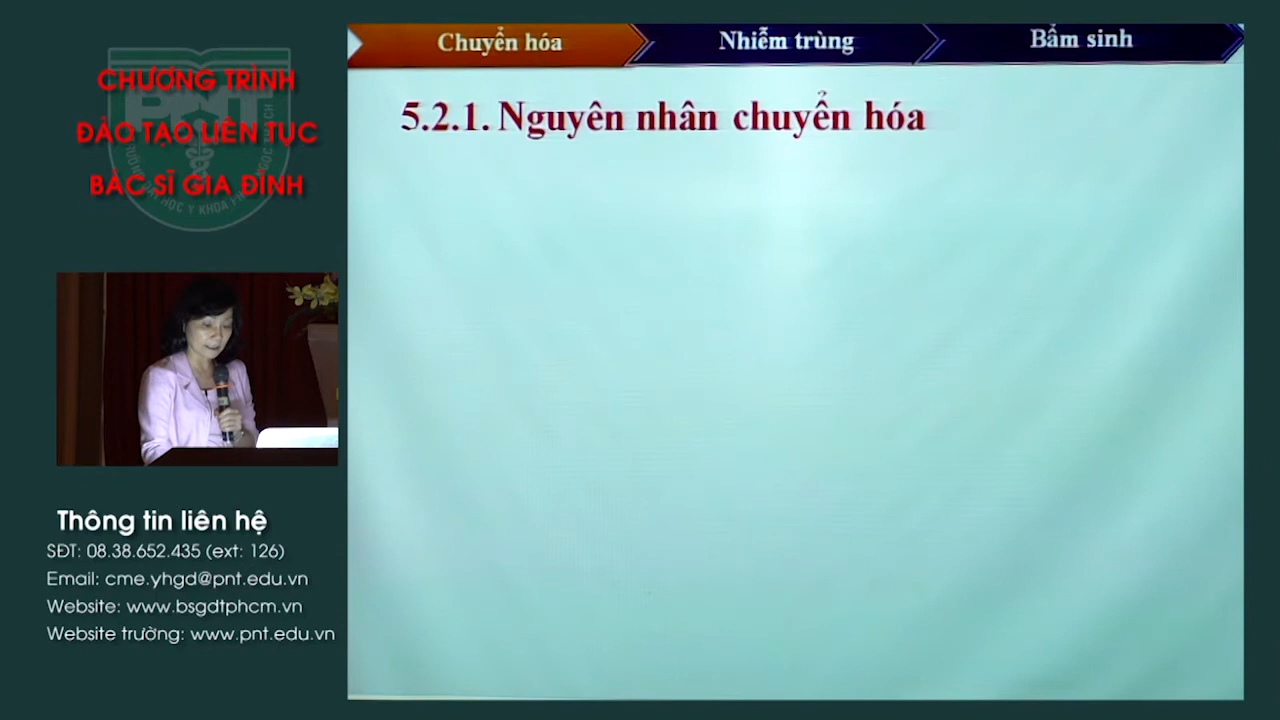 CHƯƠNG TRÌNH
ĐÀO TẠO LIÊN TỤC
BÁC SĨ GIA ĐÌNH
PNT
Thông tin liên hệ
SĐT: 08.38.652.435 (ext: 126)
Email: cme.yhgd@pnt.edu.vn
Website: www.bsgdtphcm.vn
Website trường: www.pnt.edu.vn
Chuyển hóa
Nhiễm trùng
Bẩm sinh
5.2.1. Nguyên nhân chuyển hóa